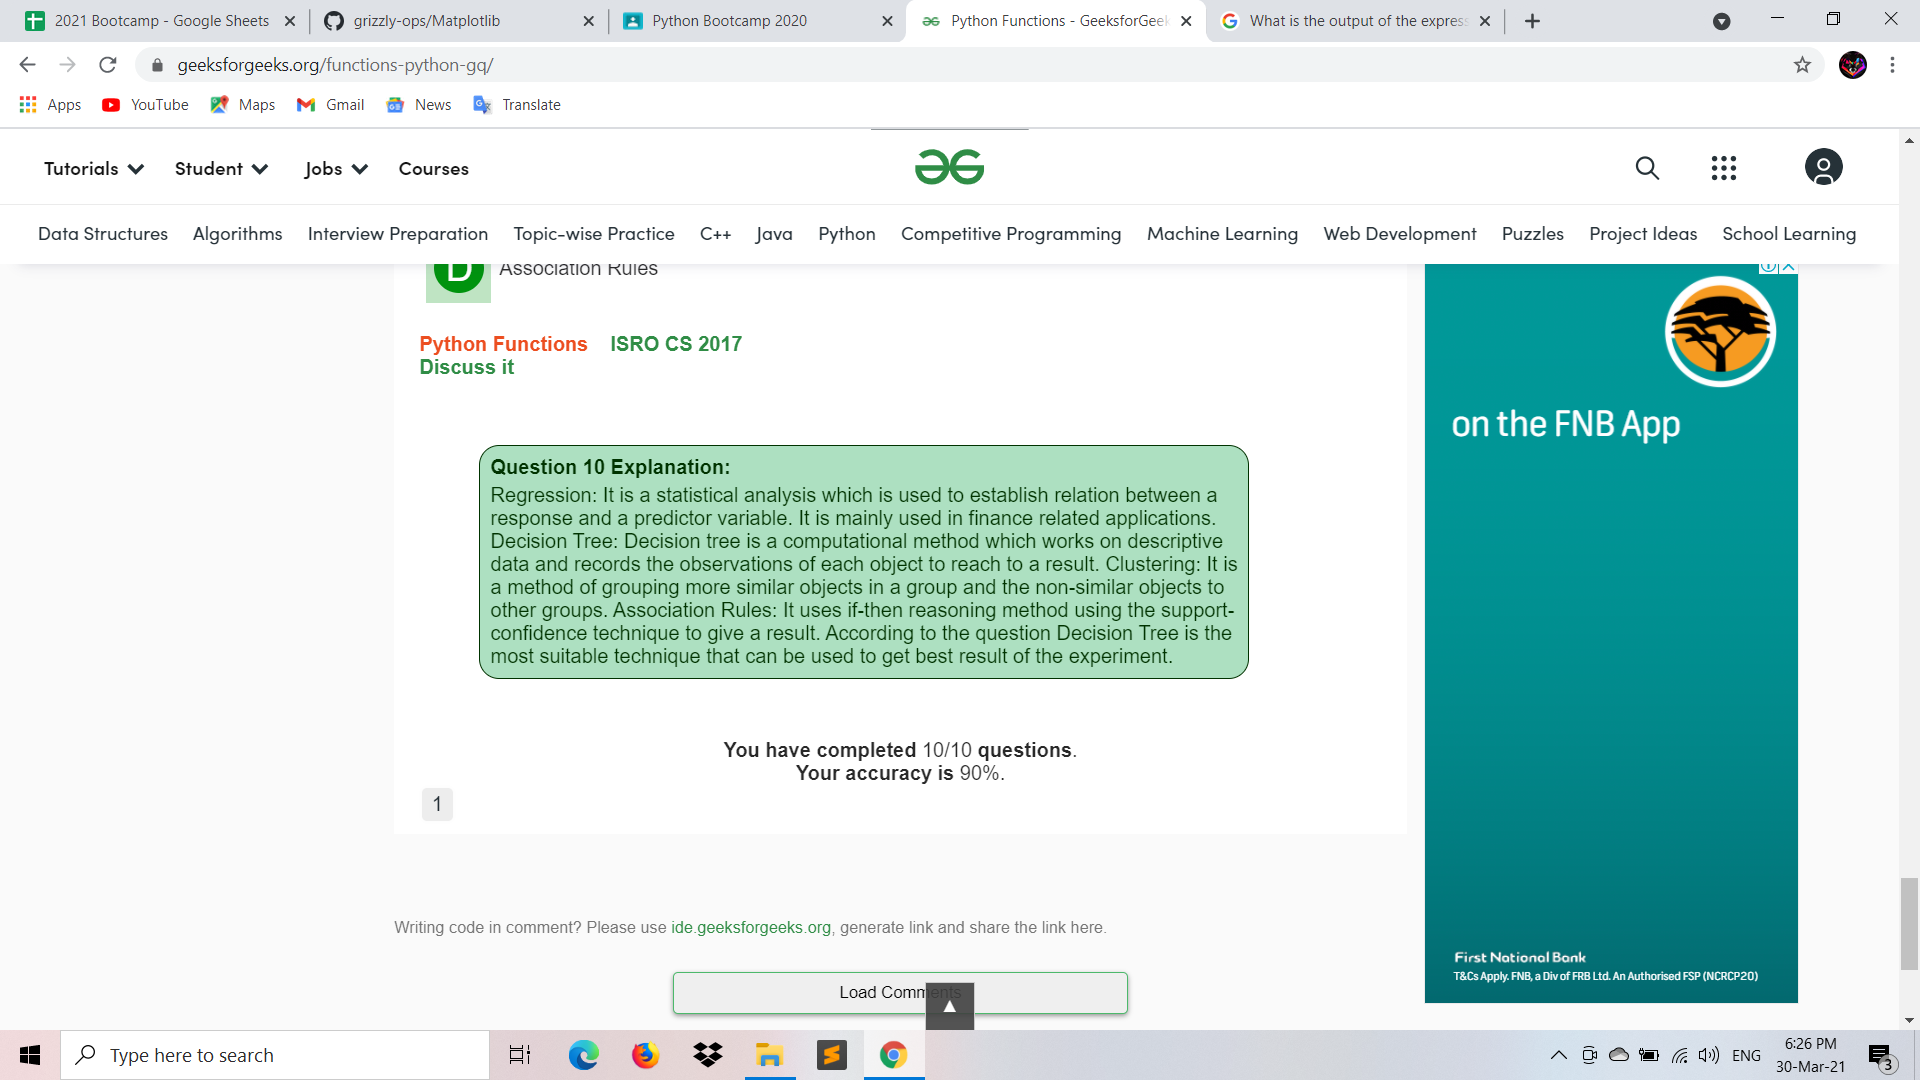 2021 Bootcamp - Google Sheets
grizzly-ops/Matplotlib
Python Bootcamp 2020
Python Functions - GeeksforGeek
What is the output of the express
geeksforgeeks.org/functions-python-gq/
Apps YouTube Maps Gmail News Translate
Tutorials Student Jobs Courses
Data Structures Algorithms Interview Preparation Topic-wise Practice C++ Java Python Competitive Programming Machine Learning Web Development Puzzles Project Ideas School Learning
D Association Rules
Python Functions ISRO CS 2017
Discuss it
Question 10 Explanation:
Regression: It is a statistical analysis which is used to establish relation between a
response and a predictor variable. It is mainly used in finance related applications.
Decision Tree: Decision tree is a computational method which works on descriptive
data and records the observations of each object to reach to a result. Clustering: It is
a method of grouping more similar objects in a group and the non-similar objects to
other groups. Association Rules: It uses if-then reasoning method using the support-
confidence technique to give a result. According to the question Decision Tree is the
most suitable technique that can be used to get best result of the experiment.
You have completed 10/10 questions.
Your accuracy is 90%.
1
Writing code in comment? Please use ide.geeksforgeeks.org, generate link and share the link here.
Load Comments
on the FNB App
First National Bank
T&Cs Apply. FNB, a Div of FRB Ltd. An Authorised FSP (NCRCP20)
Type here to search
ENG
6:26 PM
30-Mar-21
3